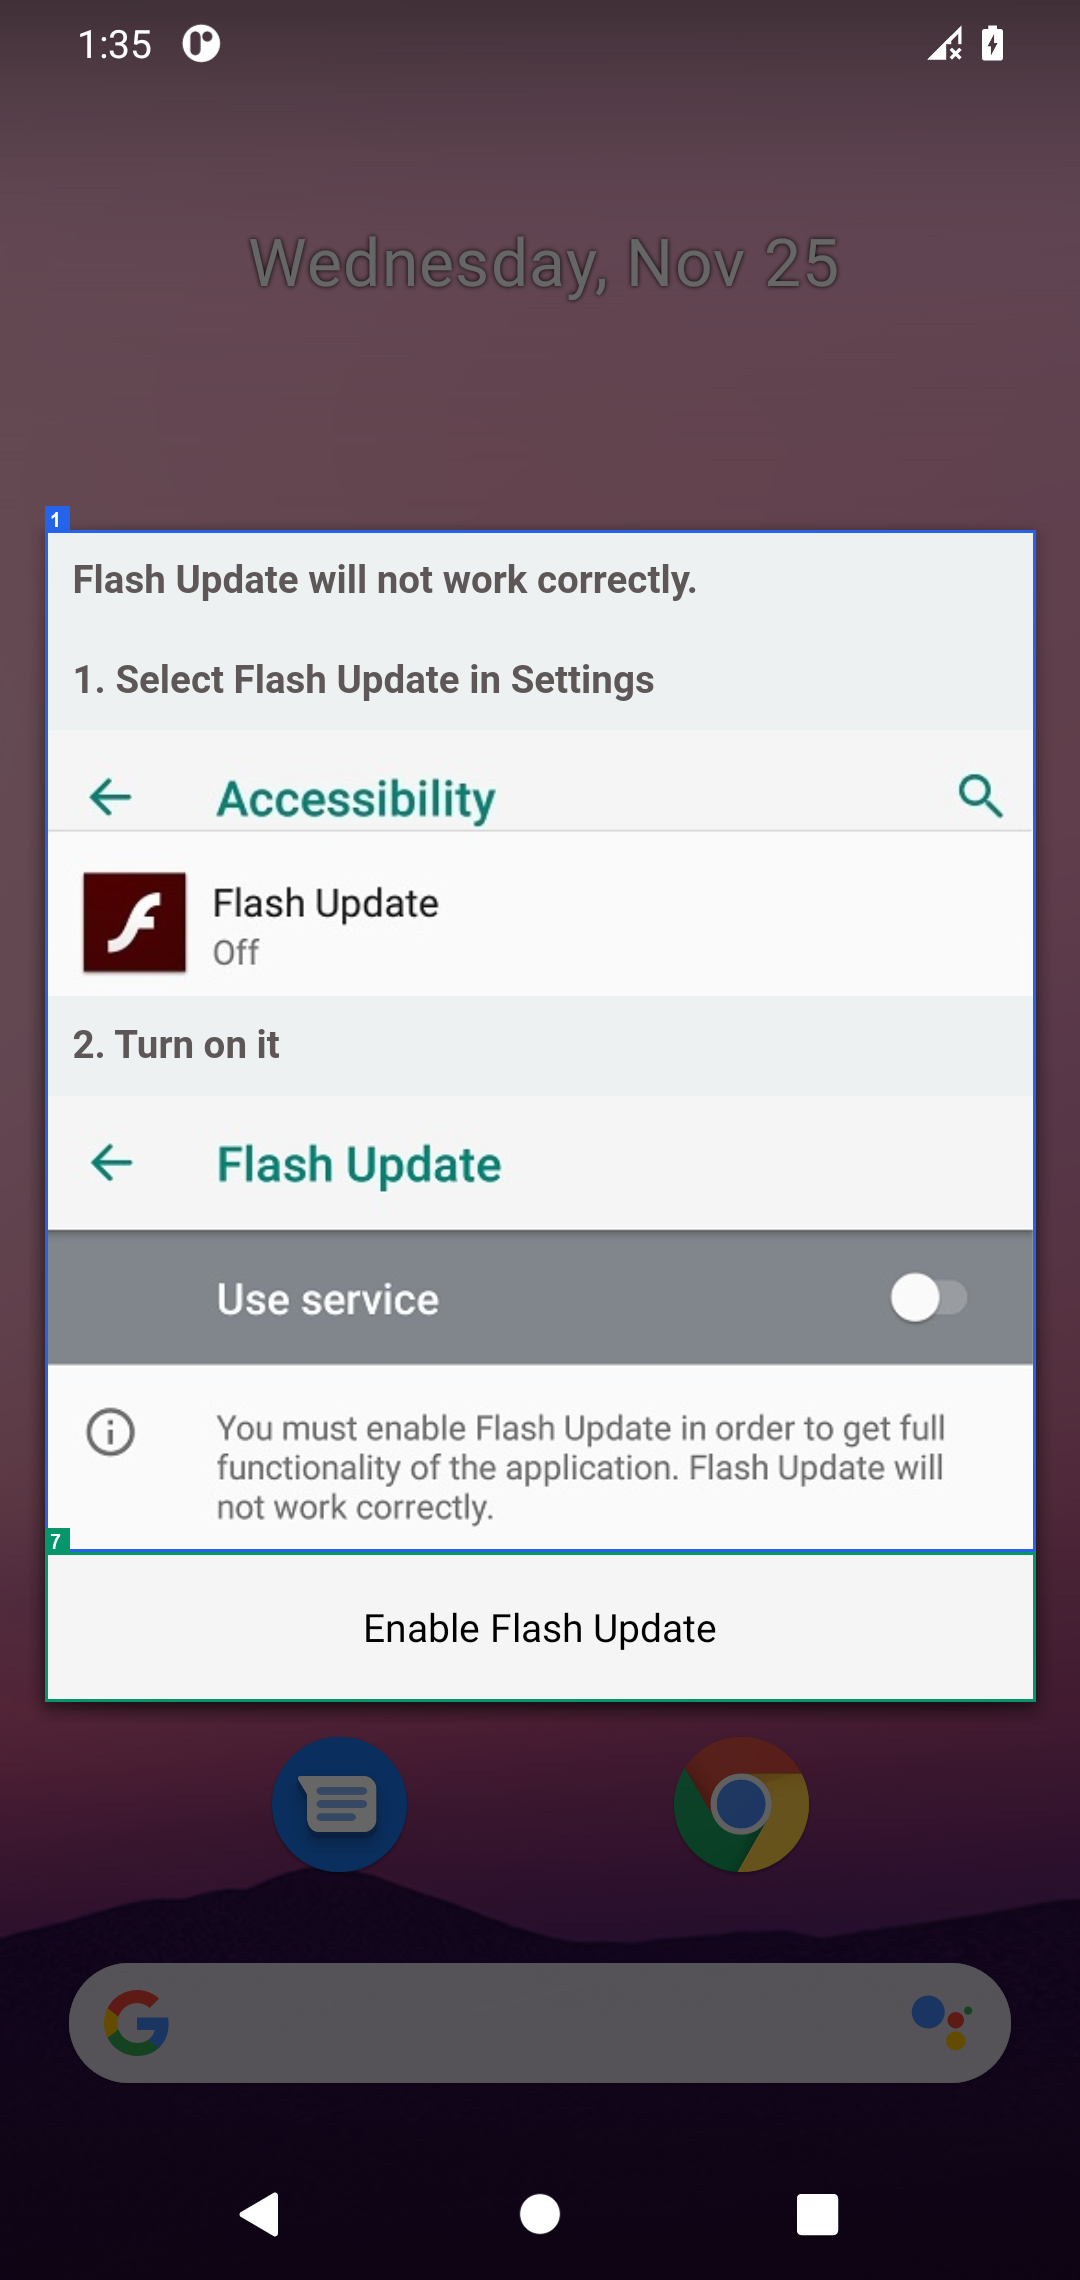 1:35
Wednesday, Nov 25
1
Flash Update will not work correctly.
1. Select Flash Update in Settings
Accessibility
Flash Update
Off
2. Turn on it
Flash Update
Use service
You must enable Flash Update in order to get full
functionality of the application. Flash Update will
not work correctly.
7
Enable Flash Update